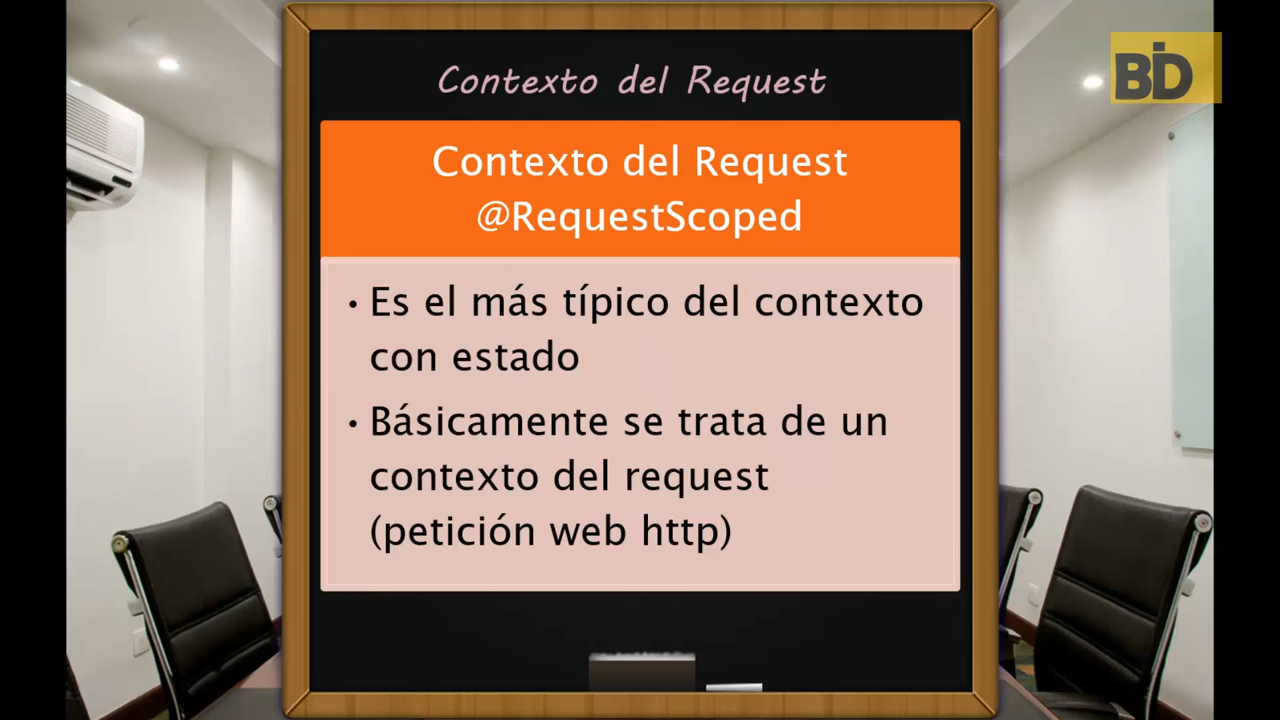 Contexto del Request
BID
Contexto del Request
@RequestScoped
• Es el más típico del contexto
con estado
• Básicamente se trata de un
contexto del request
(petición web http)